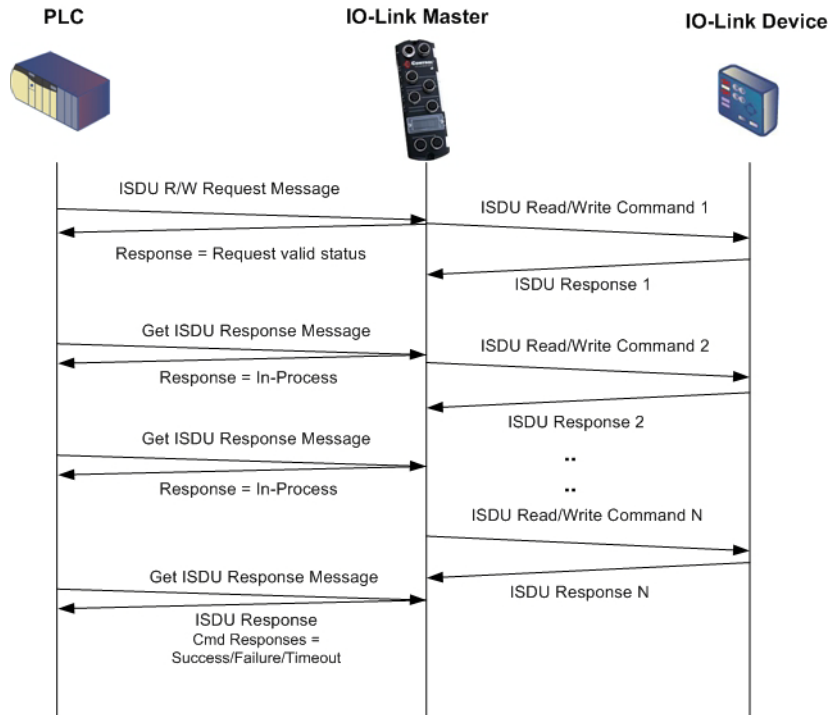 PLC
IO-Link Master
IO-Link Device
ISDU R/W Request Message
ISDU Read/Write Command 1
Response = Request valid status
ISDU Response 1
Get ISDU Response Message
ISDU Read/Write Command 2
Response = In-Process
ISDU Response 2
Get ISDU Response Message
..
Response = In-Process
..
ISDU Read/Write Command N
Get ISDU Response Message
ISDU Response N
ISDU Response
Cmd Responses =
Success/Failure/Timeout